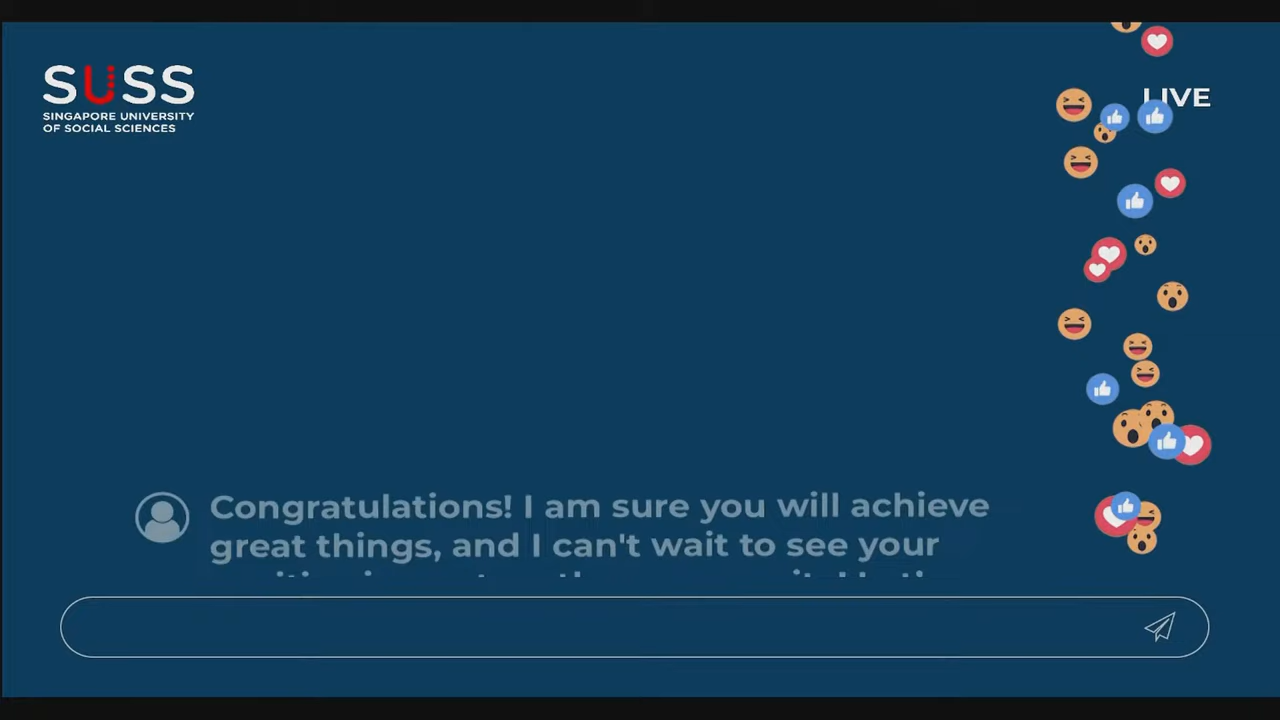 SUSS
SINGAPORE UNIVERSITY
OF SOCIAL SCIENCES
LIVE
Congratulations! I am sure you will achieve
great things, and I can't wait to see your